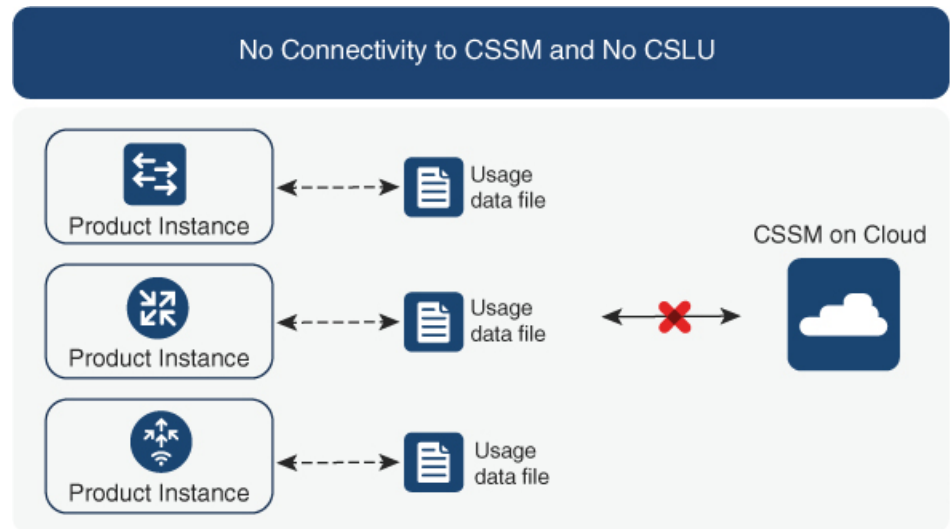 No Connectivity to CSSM and No CSLU
Product Instance
Usage
data file
CSSM on Cloud
Product Instance
Usage
data file
Product Instance
Usage
data file